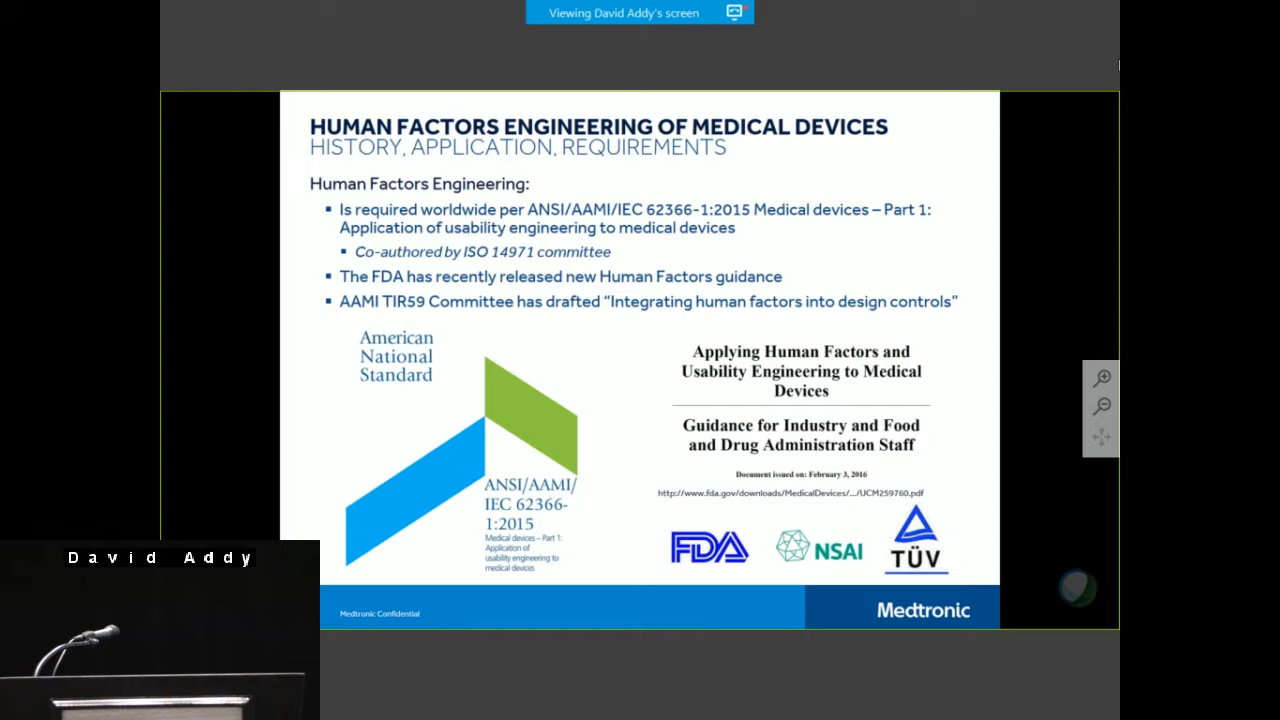 Viewing David Addy's screen
HUMAN FACTORS ENGINEERING OF MEDICAL DEVICES
HISTORY, APPLICATION, REQUIREMENTS
Human Factors Engineering:
▪ Is required worldwide per ANSI/AAMI/IEC 62366-1:2015 Medical devices – Part 1:
Application of usability engineering to medical devices
▪ Co-authored by ISO 14971 committee
▪ The FDA has recently released new Human Factors guidance
▪ AAMI TIR59 Committee has drafted “Integrating human factors into design controls”
American
National
Standard
ANSI/AAMI/
IEC 62366-
1:2015
Medical devices – Part 1:
Application of
usability engineering to
medical devices
Applying Human Factors and
Usability Engineering to Medical
Devices
Guidance for Industry and Food
and Drug Administration Staff
Document issued on: February 3, 2016
http://www.fda.gov/downloads/MedicalDevices/.../UCM259760.pdf
FDA
NSAI
TÜV
David Addy
Medtronic Confidential
Medtronic